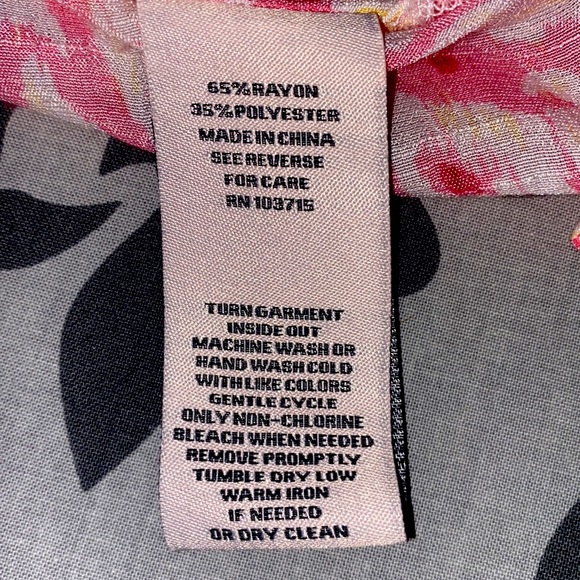 65% RAYON
35% POLYESTER
MADE IN CHINA
SEE REVERSE
FOR CARE
RN 103715
TURN GARMENT
INSIDE OUT
MACHINE WASH OR
HAND WASH COLD
WITH LIKE COLORS
GENTLE CYCLE
ONLY NON-CHLORINE
BLEACH WHEN NEEDED
REMOVE PROMPTLY
TUMBLE DRY LOW
WARM IRON
IF NEEDED
OR DRY CLEAN